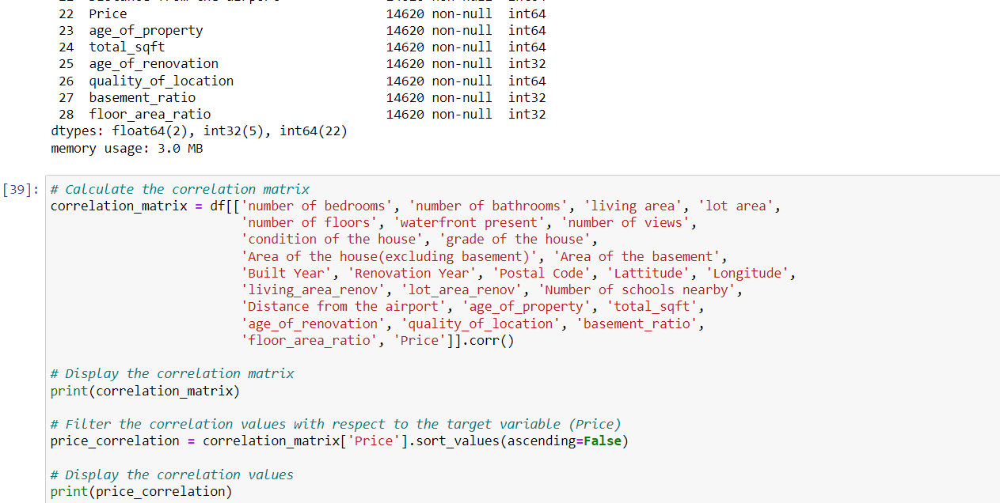 22 Price 14620 non-null int64
23 age_of_property 14620 non-null int64
24 total_sqft 14620 non-null int64
25 age_of_renovation 14620 non-null int32
26 quality_of_location 14620 non-null int64
27 basement_ratio 14620 non-null int32
28 floor_area_ratio 14620 non-null int32
dtypes: float64(2), int32(5), int64(22)
memory usage: 3.0 MB
[39]: # Calculate the correlation matrix
correlation_matrix = df[['number of bedrooms', 'number of bathrooms', 'living area', 'lot area',
'number of floors', 'waterfront present', 'number of views',
'condition of the house', 'grade of the house',
'Area of the house(excluding basement)', 'Area of the basement',
'Built Year', 'Renovation Year', 'Postal Code', 'Lattitude', 'Longitude',
'living_area_renov', 'lot_area_renov', 'Number of schools nearby',
'Distance from the airport', 'age_of_property', 'total_sqft',
'age_of_renovation', 'quality_of_location', 'basement_ratio',
'floor_area_ratio', 'Price']].corr()
# Display the correlation matrix
print(correlation_matrix)
# Filter the correlation values with respect to the target variable (Price)
price_correlation = correlation_matrix['Price'].sort_values(ascending=False)
# Display the correlation values
print(price_correlation)